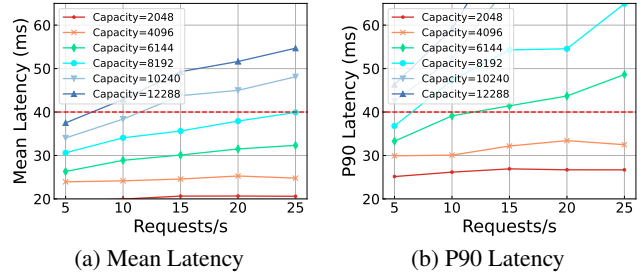 Capacity=2048
Capacity=4096
Capacity=6144
Capacity=8192
Capacity=10240
Capacity=12288
60
50
40
30
20
Mean Latency (ms)
5 10 15 20 25
Requests/s
(a) Mean Latency
Capacity=2048
Capacity=4096
Capacity=6144
Capacity=8192
Capacity=10240
Capacity=12288
60
50
40
30
20
P90 Latency (ms)
5 10 15 20 25
Requests/s
(b) P90 Latency